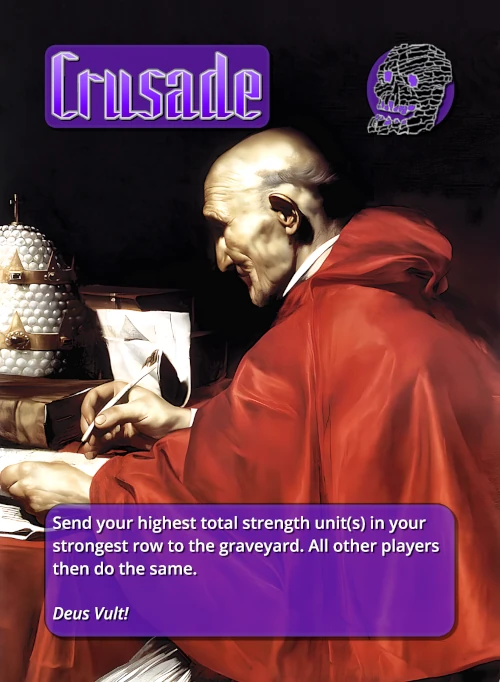 Crusade
Send your highest total strength unit(s) in your
strongest row to the graveyard. All other players
then do the same.
Deus Vult!